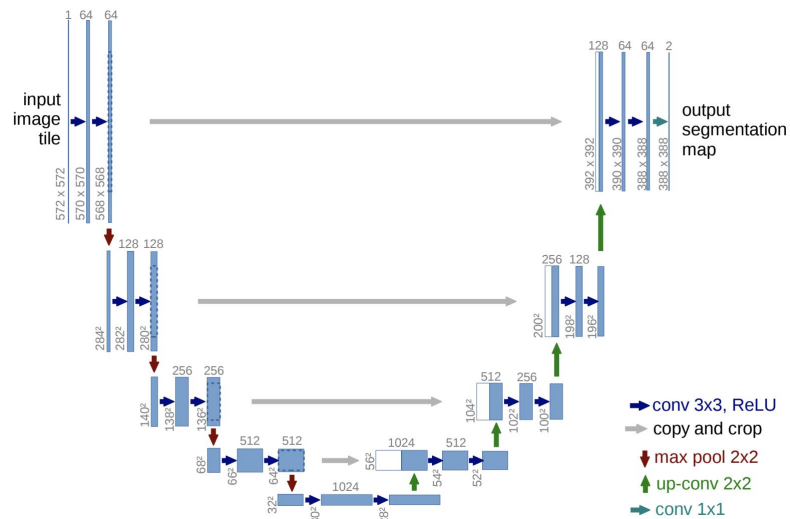 1 64 64
128 64 64 2
input
image
tile
output
segmentation
map
572 x 572
570 x 570
568 x 568
392 x 392
390 x 390
388 x 388
388 x 388
128 128
256 128
284²
282²
280²
200²
198²
196²
256 256
512 256
140²
138²
136²
104²
102²
100²
512 512
1024 512
68²
66²
64²
56²
54²
52²
1024
32²
conv 3x3, ReLU
copy and crop
max pool 2x2
up-conv 2x2
conv 1x1